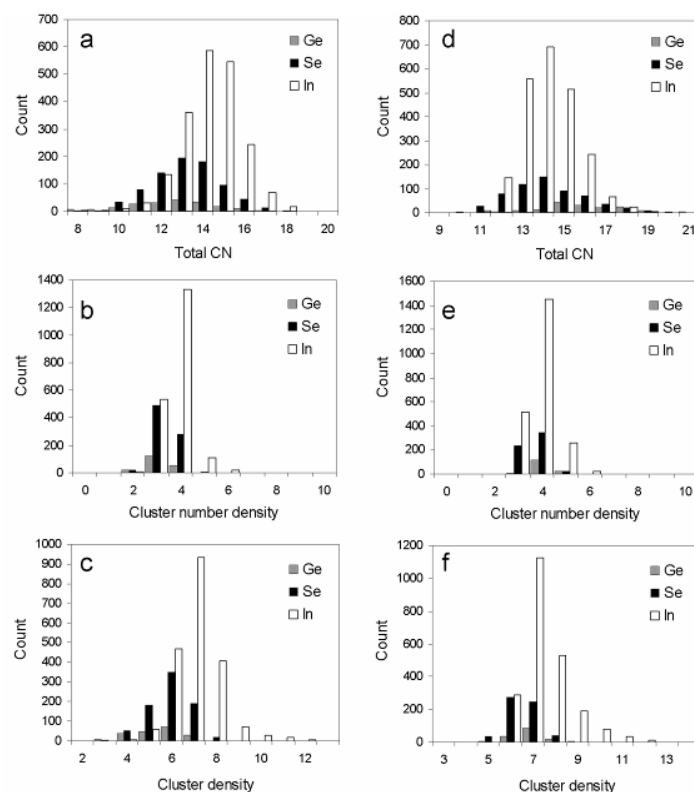 a
700
600
500
400
300
200
100
0
Count
Ge
Se
In
8 10 12 14 16 18 20
Total CN
d
800
700
600
500
400
300
200
100
0
Count
Ge
Se
In
9 11 13 15 17 19 21
Total CN
b
1400
1200
1000
800
600
400
200
0
Count
Ge
Se
In
0 2 4 6 8 10
Cluster number density
e
1600
1400
1200
1000
800
600
400
200
0
Count
Ge
Se
In
0 2 4 6 8 10
Cluster number density
c
1000
900
800
700
600
500
400
300
200
100
0
Count
Ge
Se
In
2 4 6 8 10 12
Cluster density
f
1200
1000
800
600
400
200
0
Count
Ge
Se
In
3 5 7 9 11 13
Cluster density